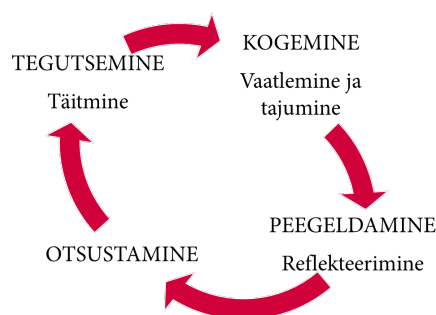 KOGEMINE
Vaatlemine ja
tajumine
PEEGELDAMINE
Reflekteerimine
OTSUSTAMINE
TEGUTSEMINE
Täitmine